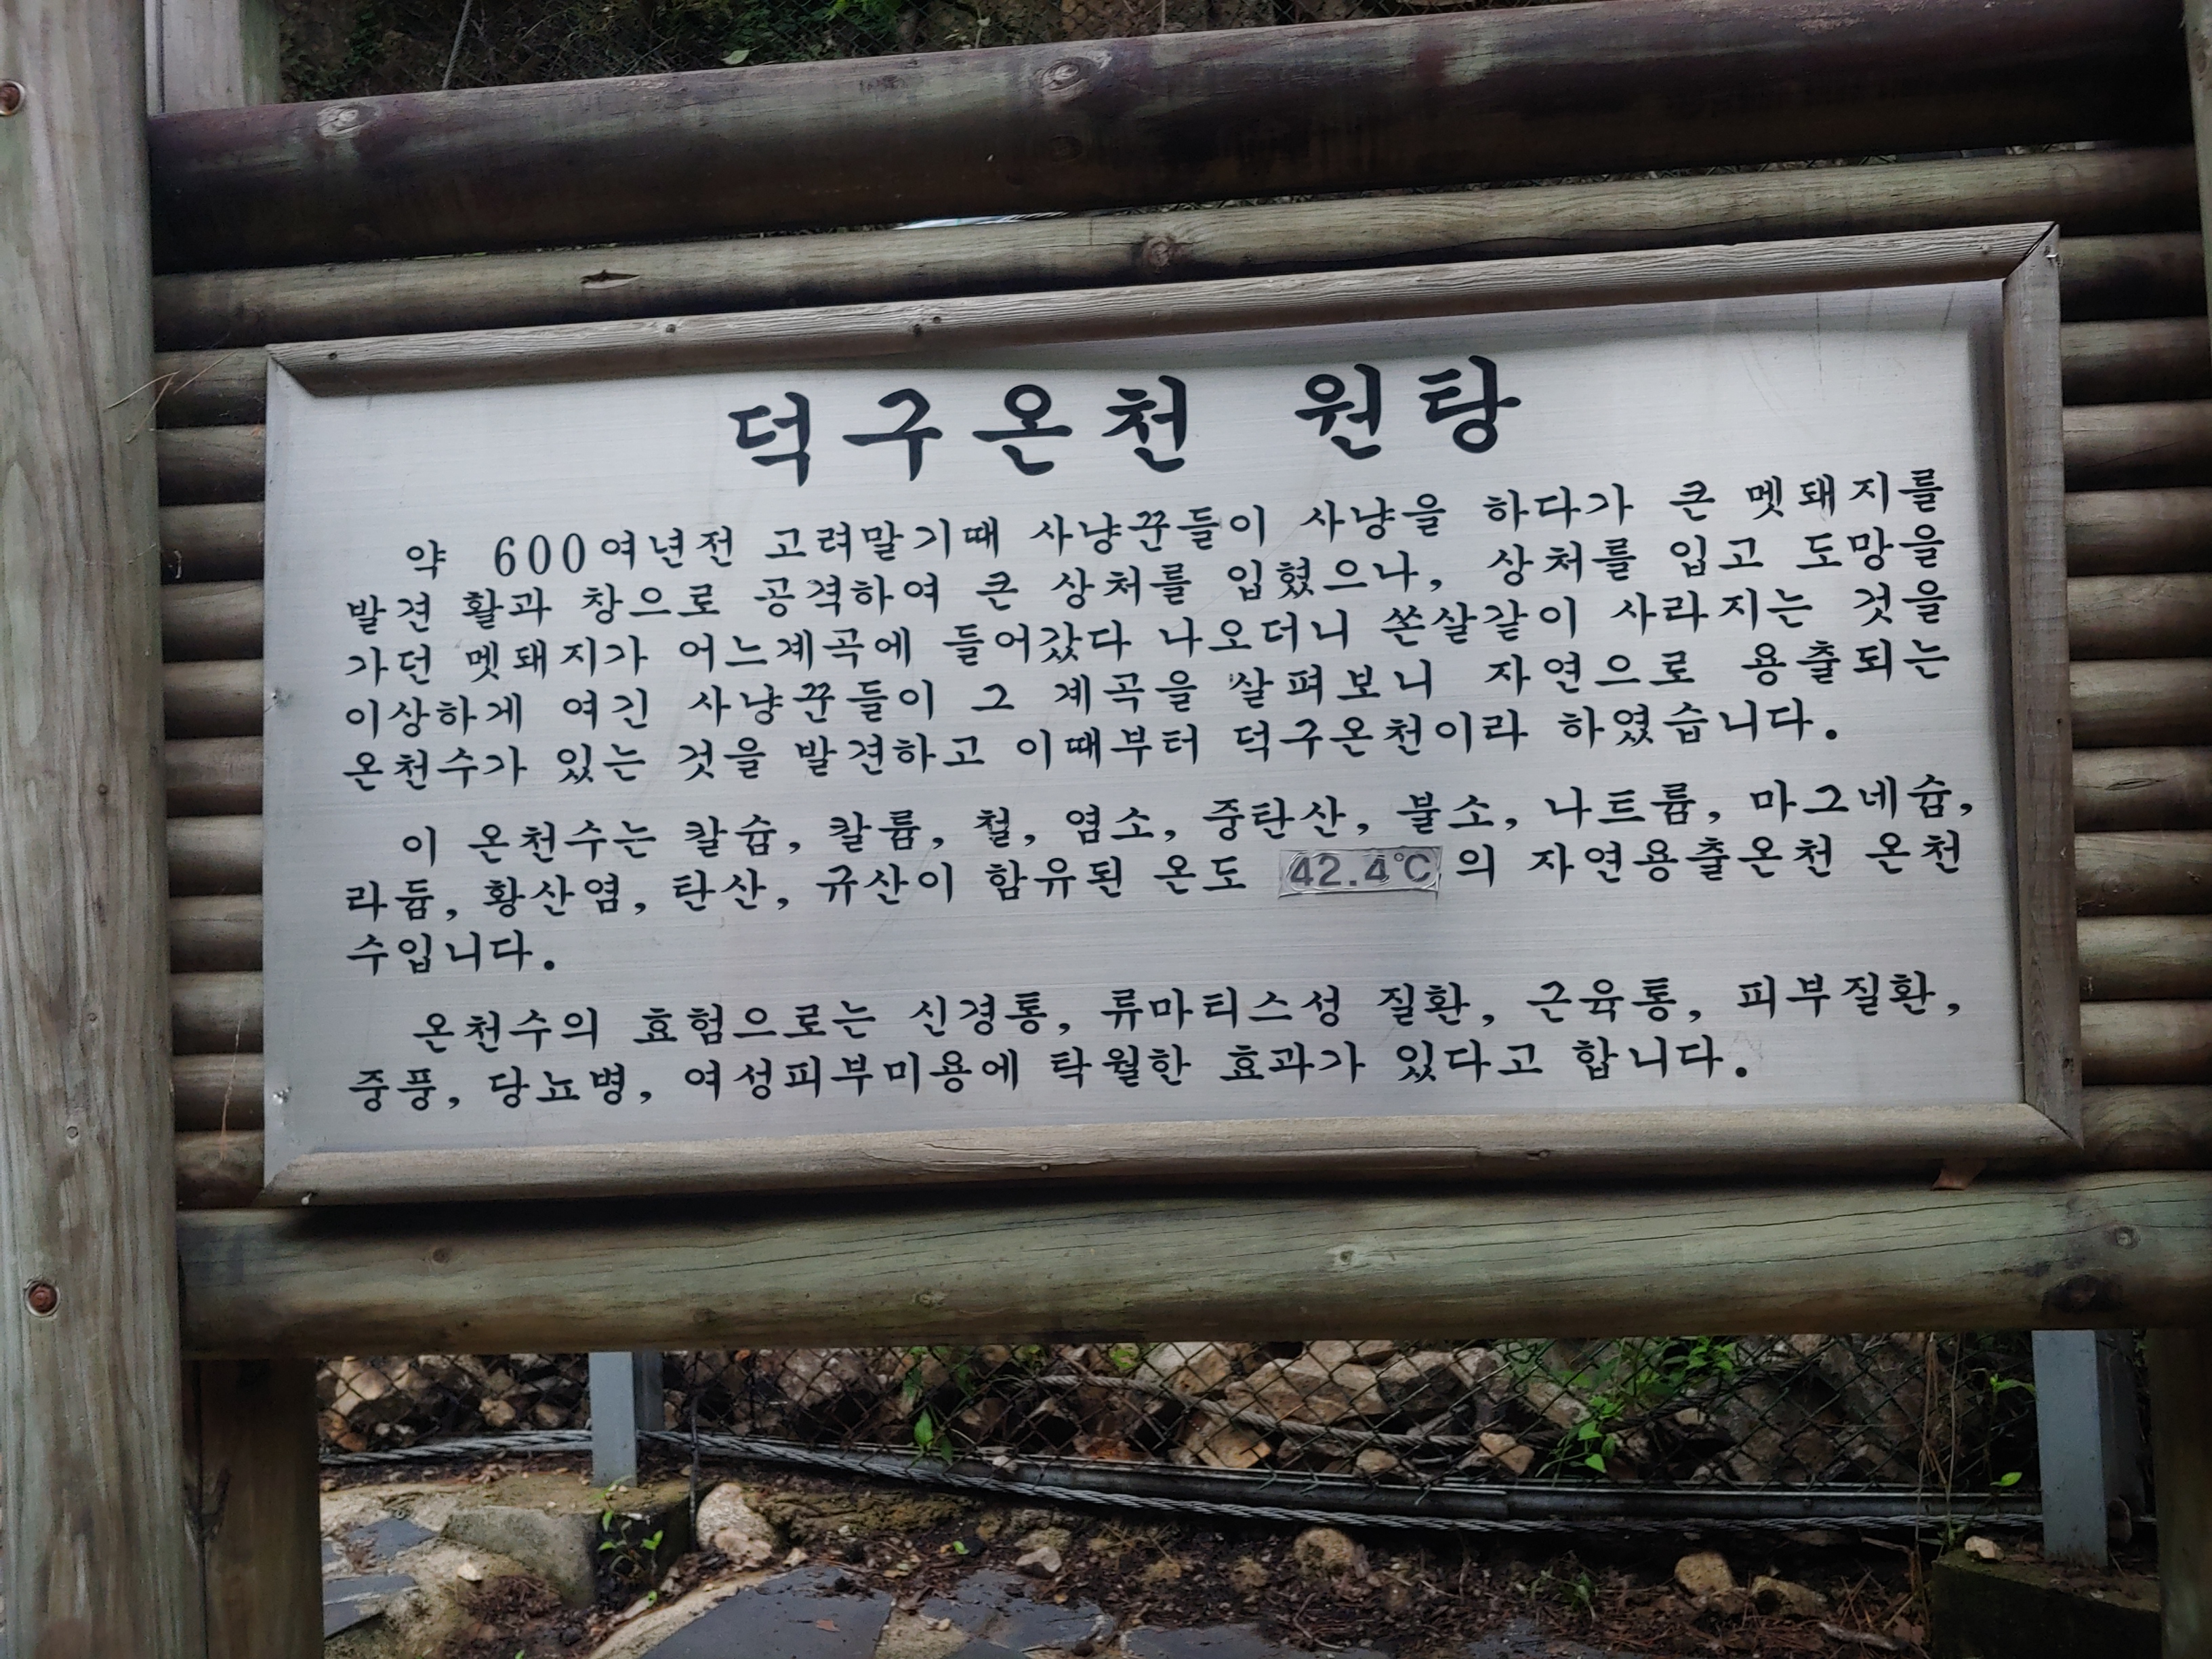 덕구온천 원탕
약 600여년전 고려말기때 사냥꾼들이 사냥을 하다가 큰 멧돼지를
발견 활과 창으로 공격하여 큰 상처를 입혔으나, 상처를 입고 도망을
가던 멧돼지가 어느계곡에 들어갔다 나오더니 쏜살같이 사라지는 것을
이상하게 여긴 사냥꾼들이 그 계곡을 살펴보니 자연으로 용출되는
온천수가 있는 것을 발견하고 이때부터 덕구온천이라 하였습니다.
이 온천수는 칼슘, 칼륨, 철, 염소, 중탄산, 불소, 나트륨, 마그네슘,
라듐, 황산염, 탄산, 규산이 함유된 온도 42.4℃의 자연용출온천 온천
수입니다.
온천수의 효험으로는 신경통, 류마티스성 질환, 근육통, 피부질환,
중풍, 당뇨병, 여성피부미용에 탁월한 효과가 있다고 합니다.